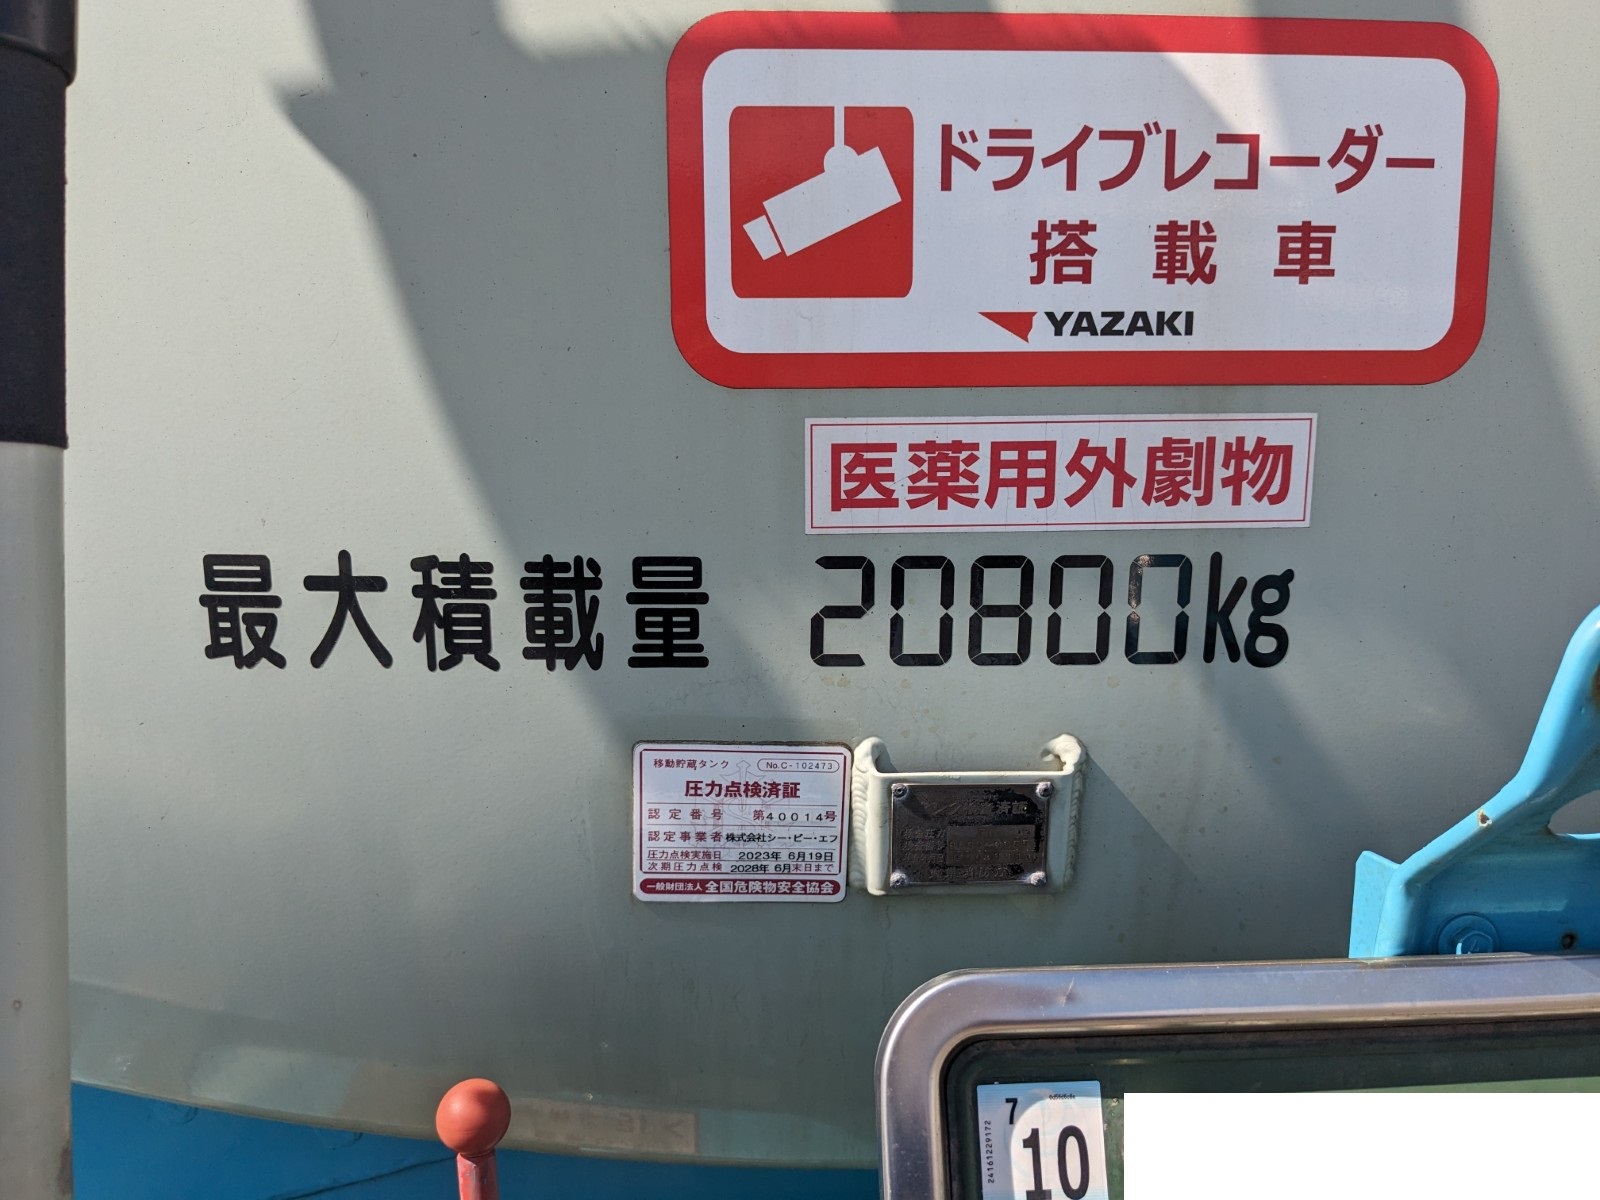 ドライブレコーダー
搭載車
YAZAKI
医薬用外劇物
最大積載量 20800kg
移動貯蔵タンク No.C-102473
圧力点検済証
認定番号 第40014号
認定事業者 株式会社シー・ピー・エフ
圧力点検実施日 2023年 6月19日
次期圧力点検 2028年 6月末日まで
一般財団法人 全国危険物安全協会
7
10
24161229172